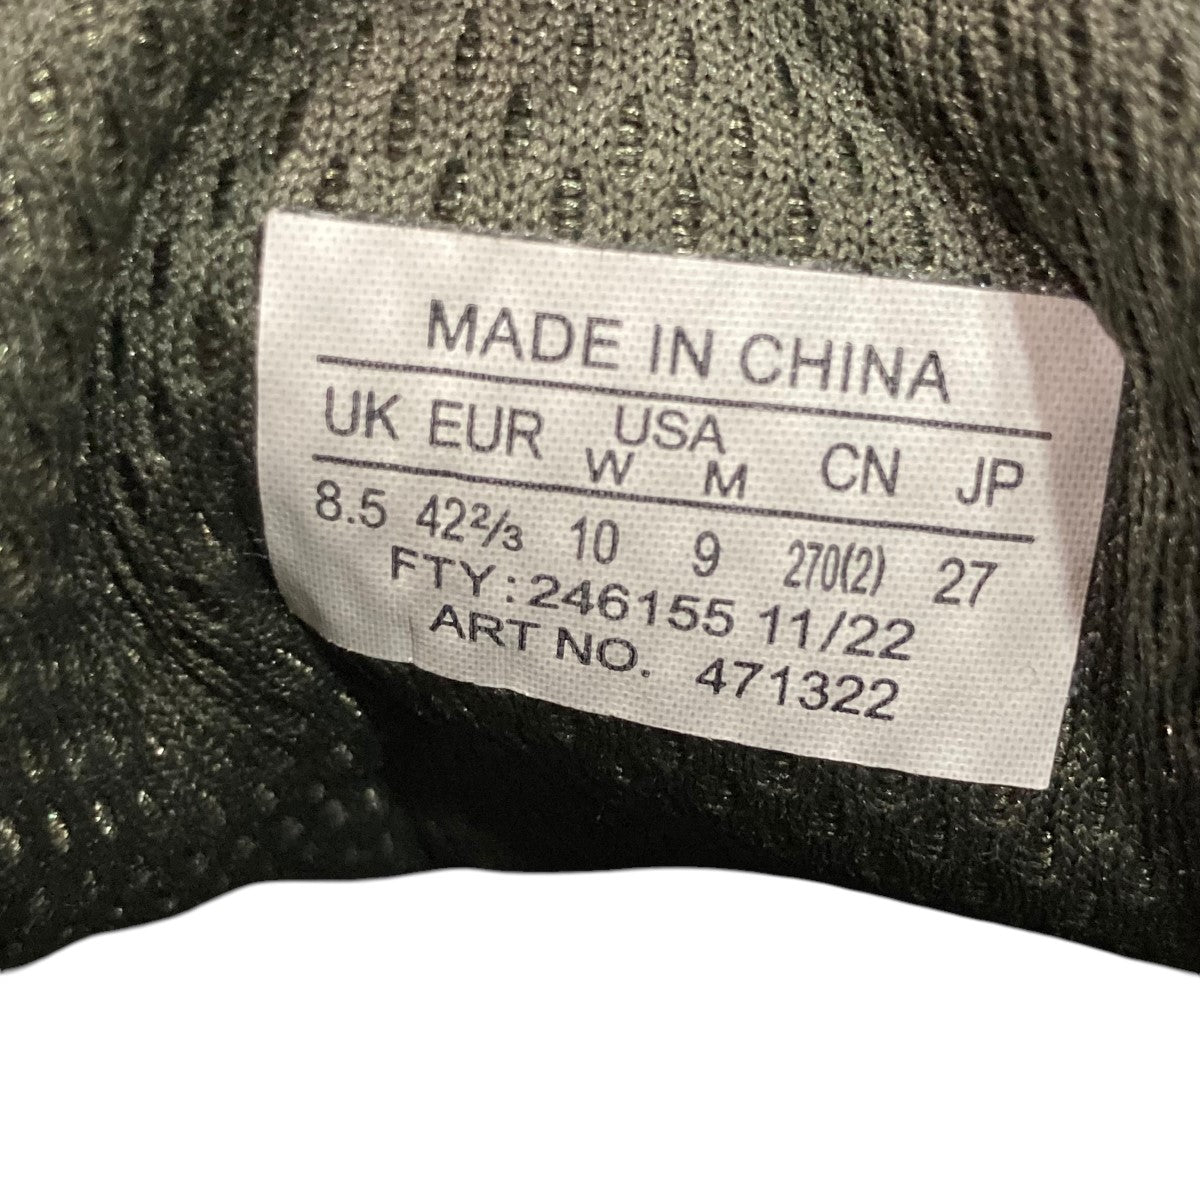 MADE IN CHINA
UK EUR USA CN JP
W M
8.5 42⅔ 10 9 270(2) 27
FTY: 246155 11/22
ART NO. 471322